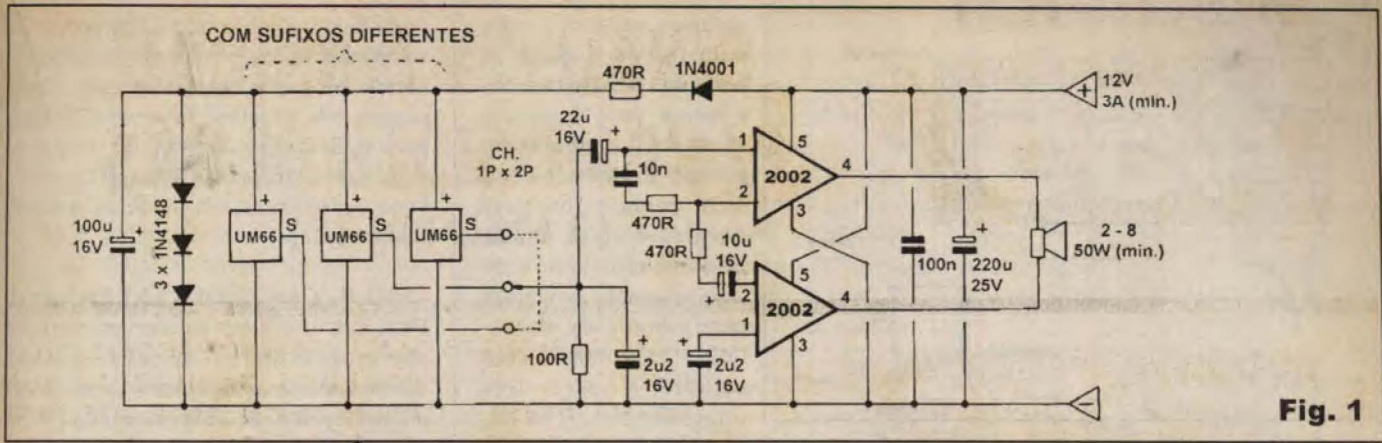 COM SUFIXOS DIFERENTES
470R
1N4001
12V
3A (min.)
22u
16V
+
CH.
1P x 2P
10n
1
2
5
4
3
2002
+
100u
16V
+
3 x 1N4148
+
S
UM66
+
S
UM66
+
S
UM66
470R
470R
10u
16V
+
5
2
1
4
3
2002
100n
+
220u
25V
2 - 8
50W (min.)
100R
+
2u2
16V
+
2u2
16V
-
Fig. 1